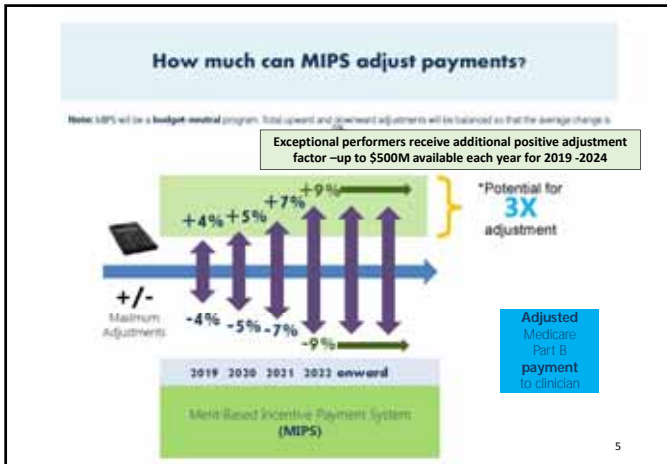 How much can MIPS adjust payments?
Note: MIPS will be a budget-neutral program. Total upward and downward adjustments will be balanced so that the average change is
Exceptional performers receive additional positive adjustment
factor –up to $500M available each year for 2019 -2024
+4% +5% +7% +9%
*Potential for
3X
adjustment
+/-
Maximum
Adjustments
-4% -5% -7% -9%
Adjusted
Medicare
Part B
payment
to clinician
2019 2020 2021 2022 onward
Merit-Based Incentive Payment System
(MIPS)
5